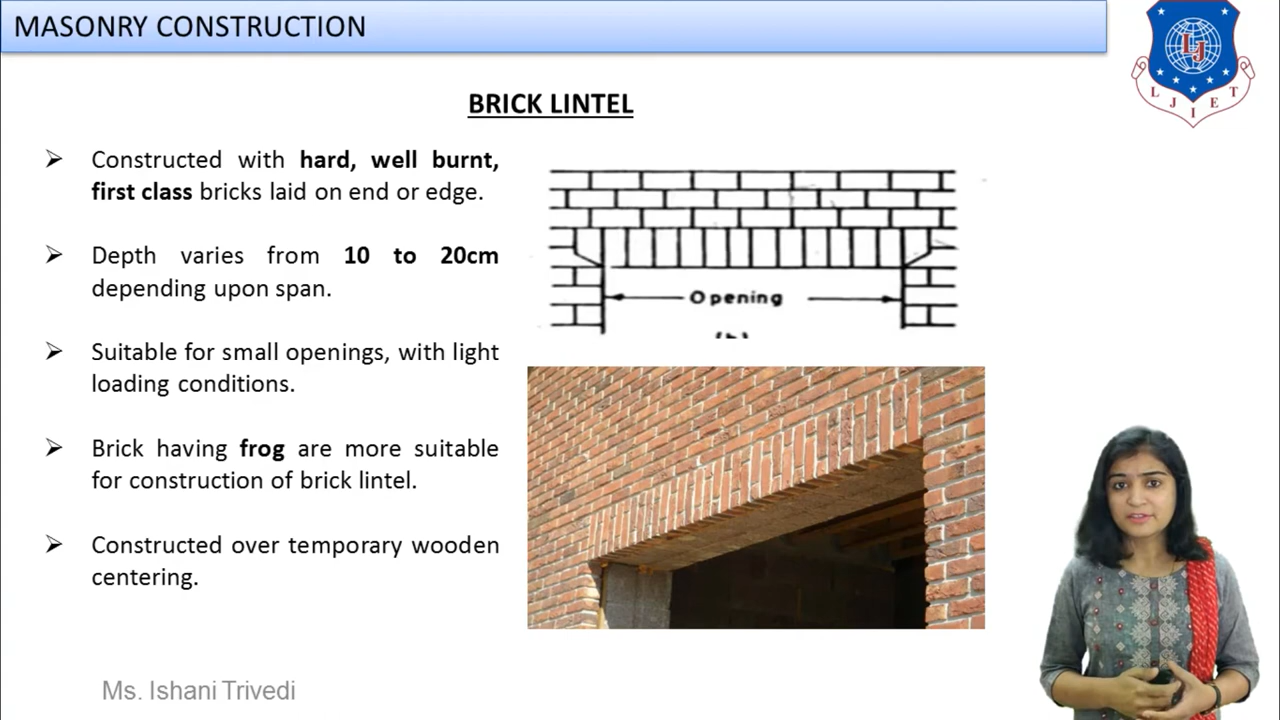 MASONRY CONSTRUCTION
L J I E T
LJ
BRICK LINTEL
➢ Constructed with hard, well burnt,
first class bricks laid on end or edge.
➢ Depth varies from 10 to 20cm
depending upon span.
➢ Suitable for small openings, with light
loading conditions.
➢ Brick having frog are more suitable
for construction of brick lintel.
➢ Constructed over temporary wooden
centering.
Opening
Ms. Ishani Trivedi